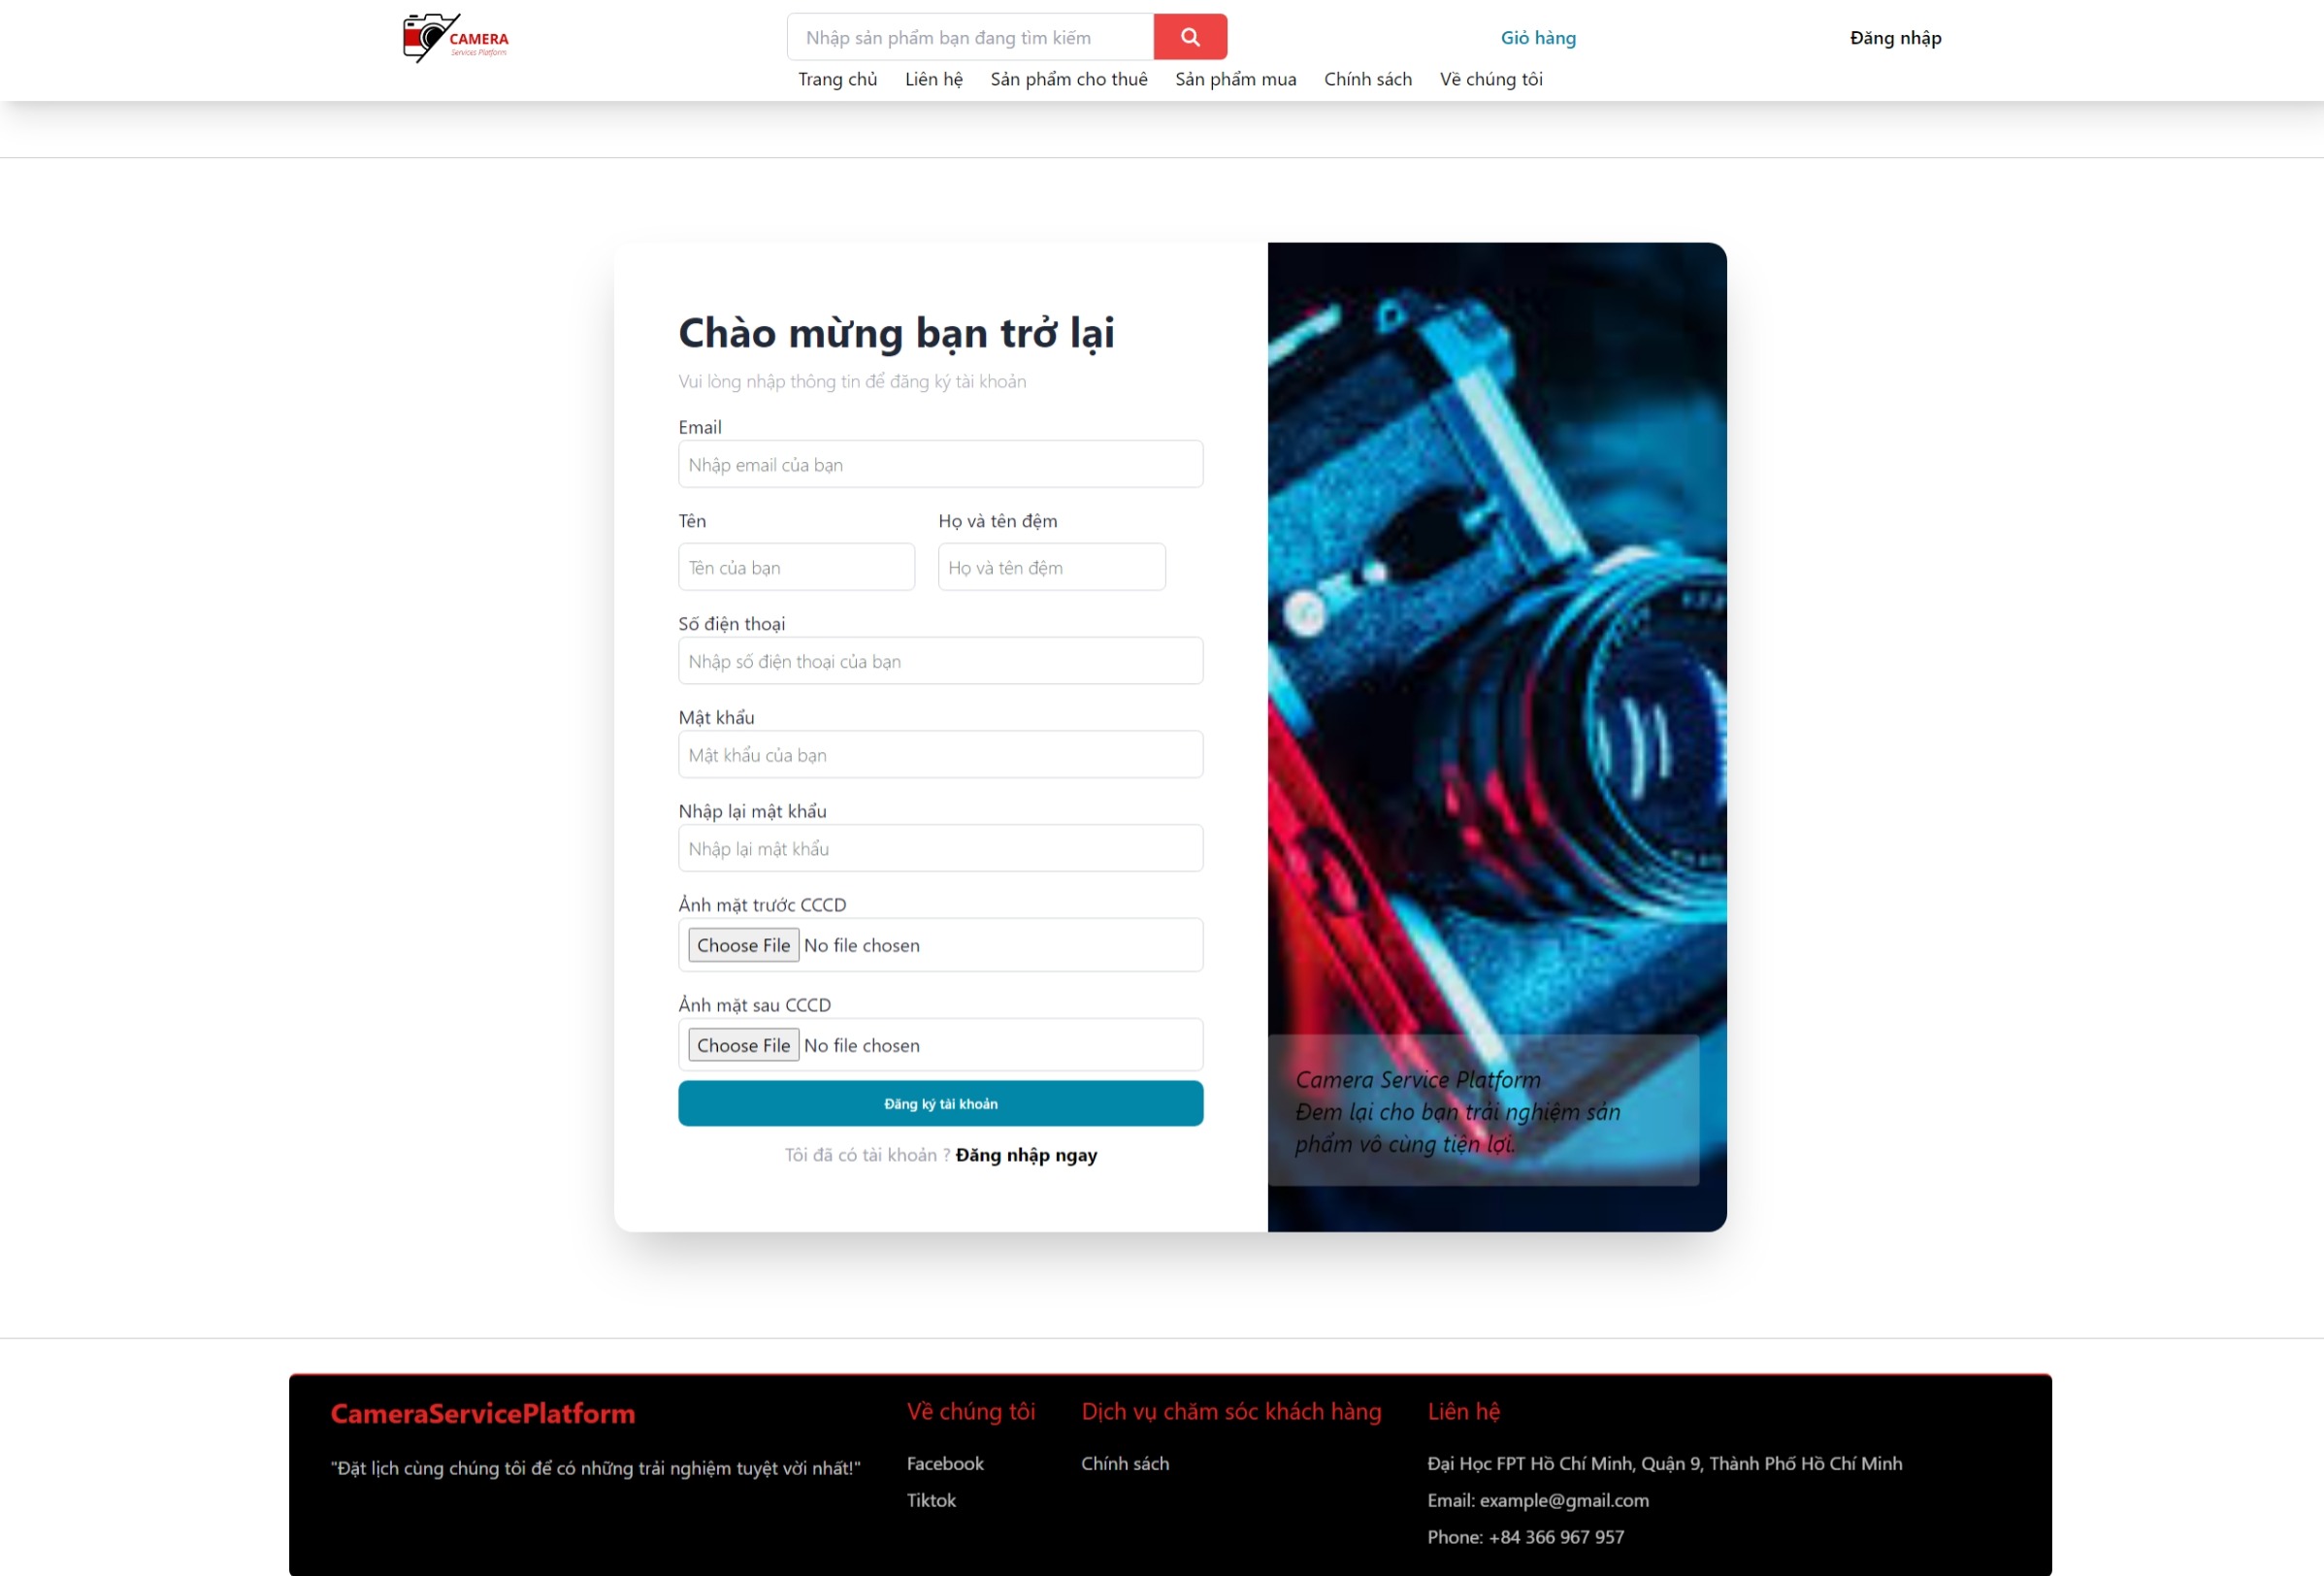 CAMERA
Services Platform
Nhập sản phẩm bạn đang tìm kiếm
Giỏ hàng
Đăng nhập
Trang chủ
Liên hệ
Sản phẩm cho thuê
Sản phẩm mua
Chính sách
Về chúng tôi
Chào mừng bạn trở lại
Vui lòng nhập thông tin để đăng ký tài khoản
Email
Nhập email của bạn
Tên
Họ và tên đệm
Tên của bạn
Họ và tên đệm
Số điện thoại
Nhập số điện thoại của bạn
Mật khẩu
Mật khẩu của bạn
Nhập lại mật khẩu
Nhập lại mật khẩu
Ảnh mặt trước CCCD
Choose File No file chosen
Ảnh mặt sau CCCD
Choose File No file chosen
Đăng ký tài khoản
Tôi đã có tài khoản ? Đăng nhập ngay
Camera Service Platform
Đem lại cho bạn trải nghiệm sản
phẩm vô cùng tiện lợi.
CameraServicePlatform
"Đặt lịch cùng chúng tôi để có những trải nghiệm tuyệt vời nhất!"
Về chúng tôi
Facebook
Tiktok
Dịch vụ chăm sóc khách hàng
Chính sách
Liên hệ
Đại Học FPT Hồ Chí Minh, Quận 9, Thành Phố Hồ Chí Minh
Email: example@gmail.com
Phone: +84 366 967 957